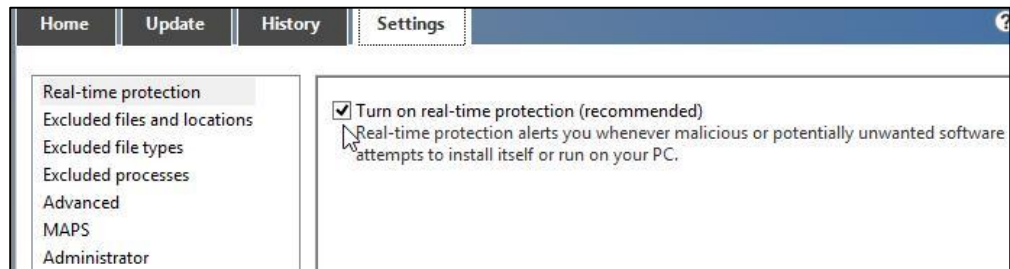 Home Update History Settings ?
Real-time protection
Excluded files and locations
Excluded file types
Excluded processes
Advanced
MAPS
Administrator
Turn on real-time protection (recommended)
Real-time protection alerts you whenever malicious or potentially unwanted software
attempts to install itself or run on your PC.